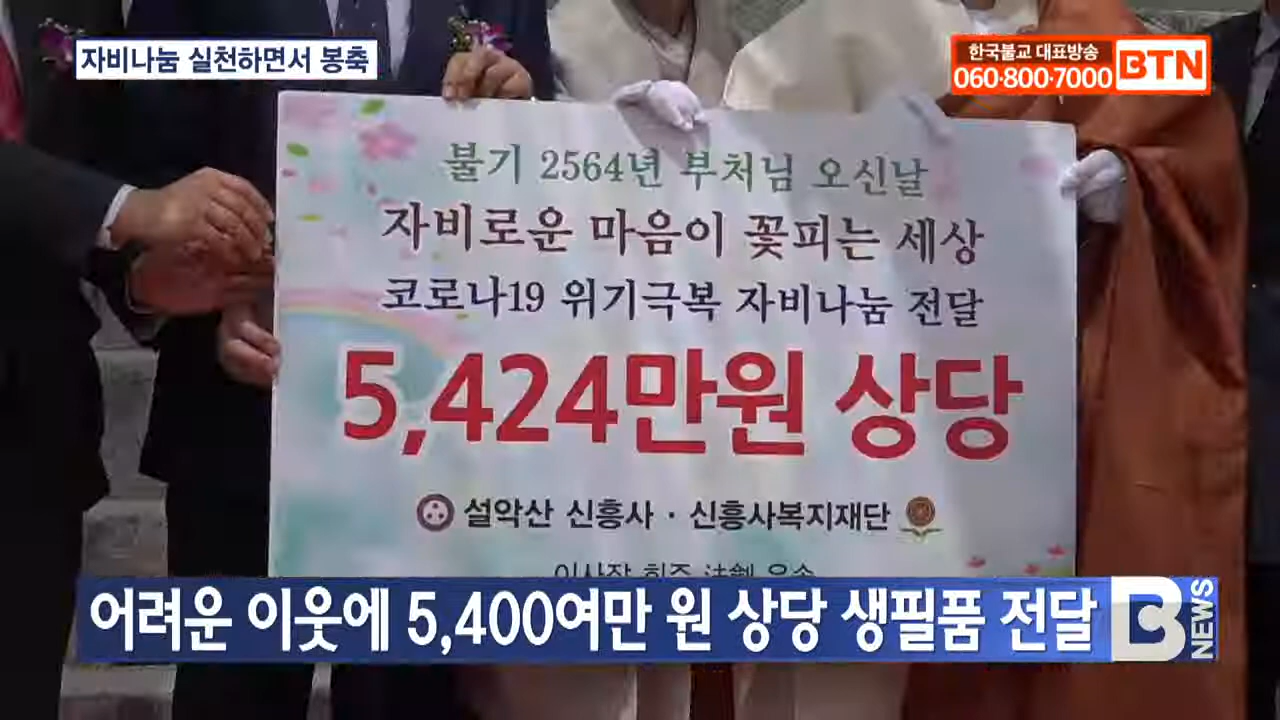 자비나눔 실천하면서 봉축
한국불교 대표방송
060·800·7000
BTN
불기 2564년 부처님 오신날
자비로운 마음이 꽃피는 세상
코로나19 위기극복 자비나눔 전달
5,424만원 상당
설악산 신흥사 · 신흥사복지재단
어려운 이웃에 5,400여만 원 상당 생필품 전달
B NEWS